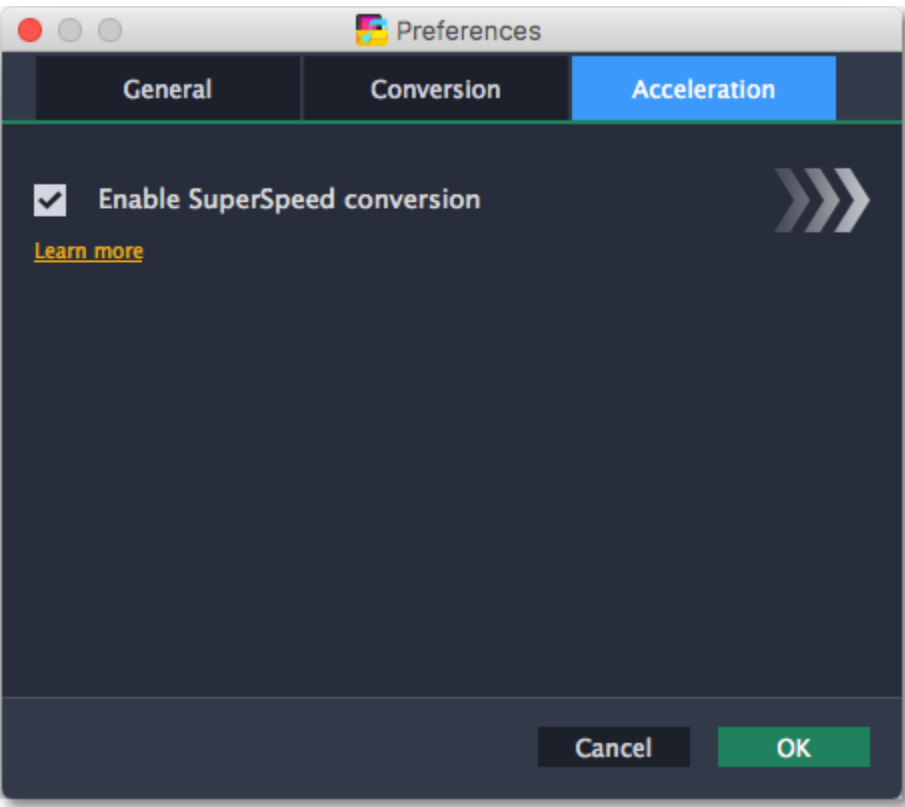 Preferences
General Conversion Acceleration
Enable SuperSpeed conversion
Learn more
Cancel OK